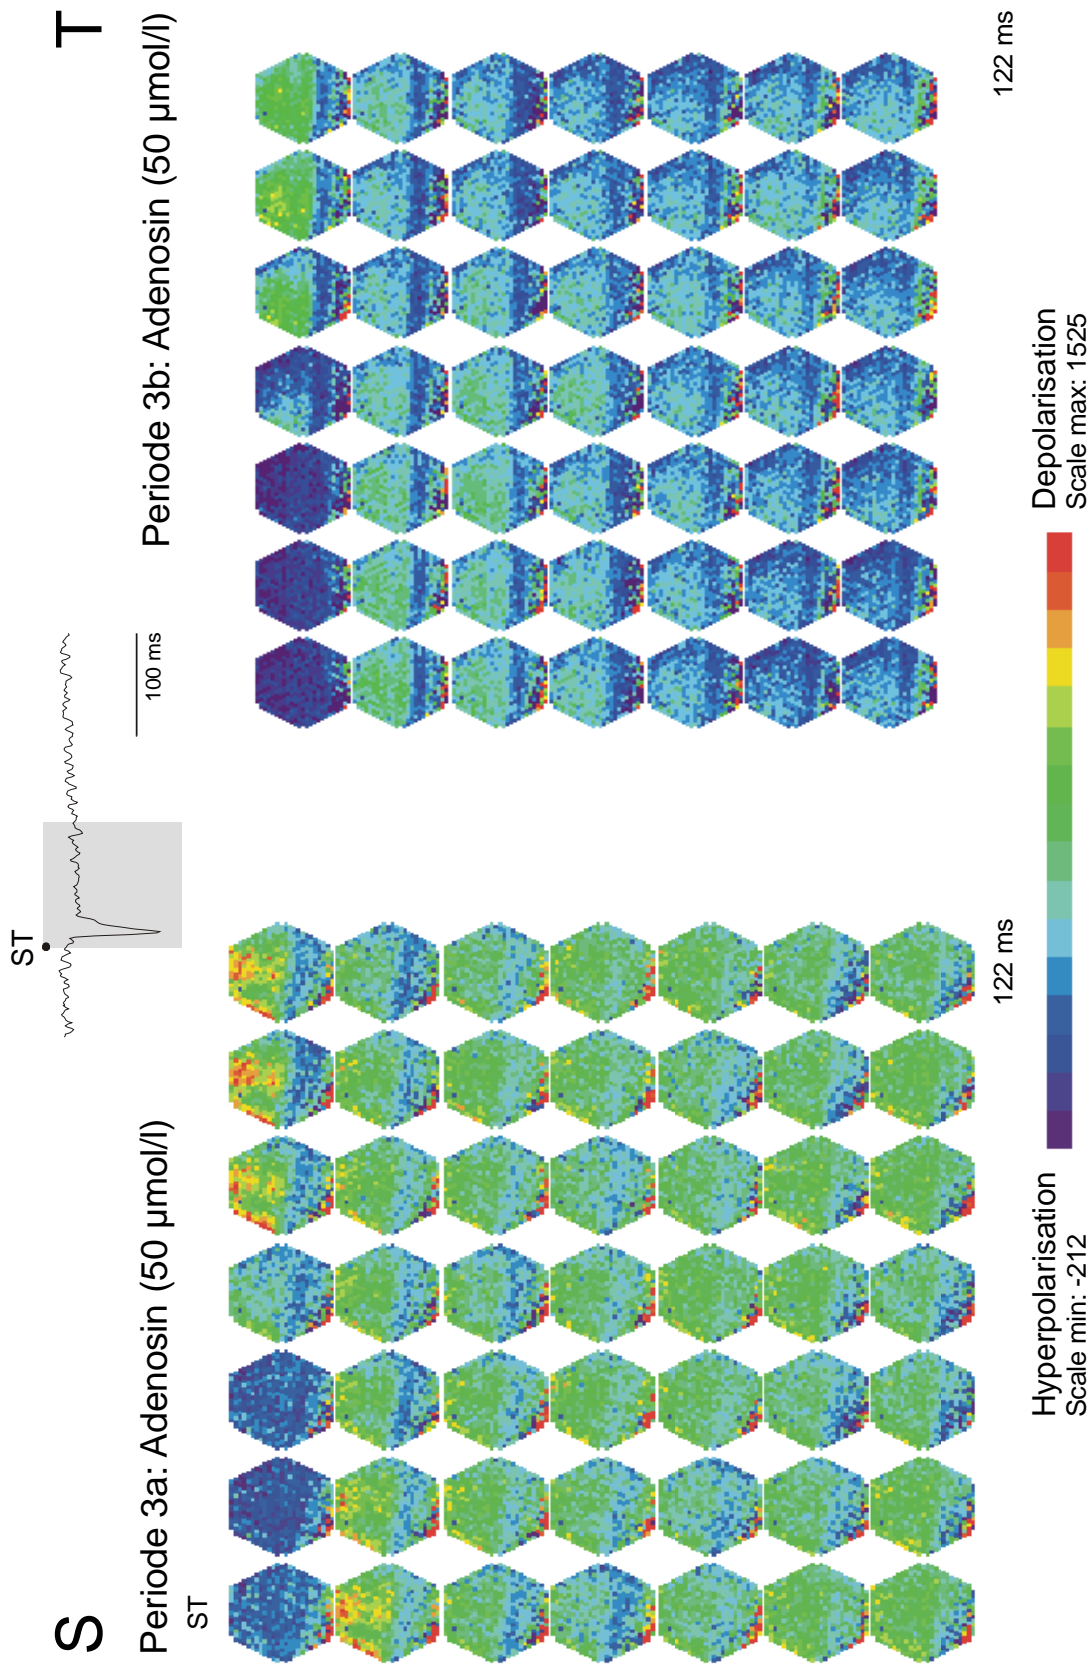 S
Periode 3a: Adenosin (50 µmol/l)
ST
122 ms
ST
100 ms
T
Periode 3b: Adenosin (50 µmol/l)
122 ms
Hyperpolarisation
Scale min: -212
Depolarisation
Scale max: 1525